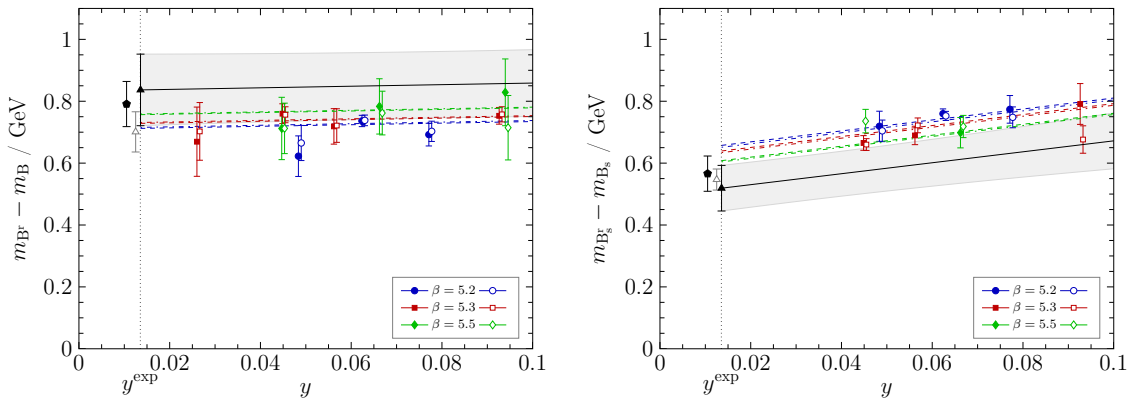 1
0.8
0.6
0.4
0.2
0
m_{B^r} − m_B / GeV
0 y^{exp} 0.02 0.04 0.06 0.08 0.1
y
β = 5.2
β = 5.3
β = 5.5
1
0.8
0.6
0.4
0.2
0
m_{B_s^r} − m_{B_s} / GeV
0 y^{exp} 0.02 0.04 0.06 0.08 0.1
y
β = 5.2
β = 5.3
β = 5.5